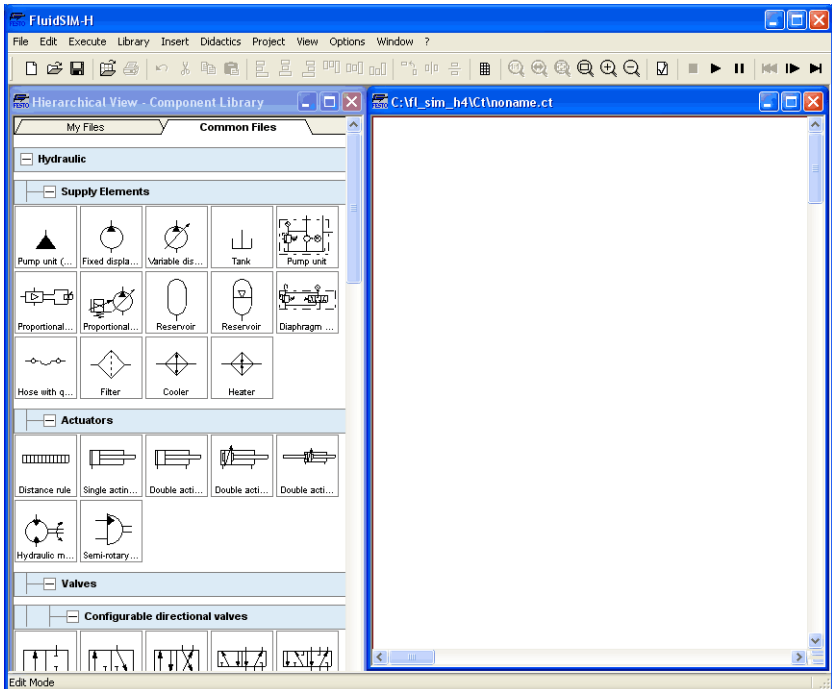 FluidSIM-H
File Edit Execute Library Insert Didactics Project View Options Window ?
Hierarchical View - Component Library
C:\fl_sim_h4\Ct\noname.ct
My Files Common Files
Hydraulic
Supply Elements
Pump unit (... Fixed displa... Variable dis... Tank Pump unit
Proportional... Proportional... Reservoir Reservoir Diaphragm ...
Hose with q... Filter Cooler Heater
Actuators
Distance rule Single actin... Double acti... Double acti... Double acti...
Hydraulic m... Semi-rotary...
Valves
Configurable directional valves
Edit Mode